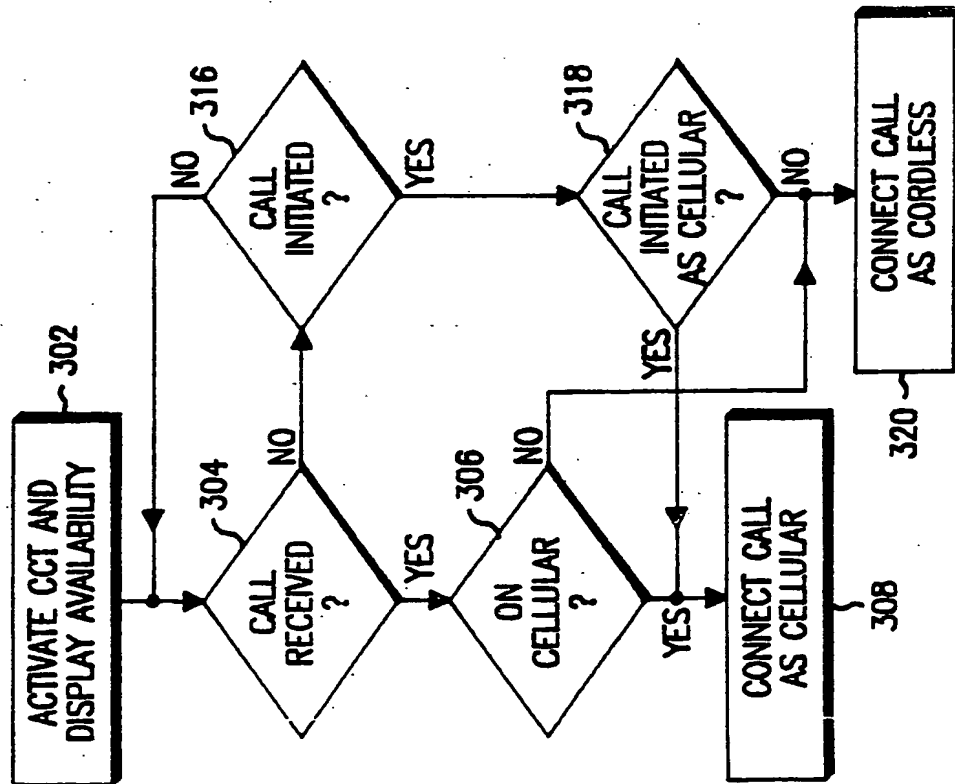 ACTIVATE CCT AND
DISPLAY AVAILABILITY
302
CALL
RECEIVED
?
304
NO
YES
CALL
INITIATED
?
316
NO
YES
ON
CELLULAR
?
306
NO
YES
CALL
INITIATED
AS CELLULAR
?
318
YES
NO
CONNECT CALL
AS CELLULAR
308
CONNECT CALL
AS CORDLESS
320